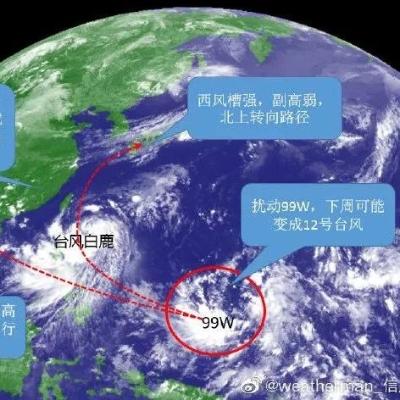 西风槽强，副高弱，
北上转向路径
扰动99W，下周可能
变成12号台风
台风白鹿
高
行
99W
@weatherman_信